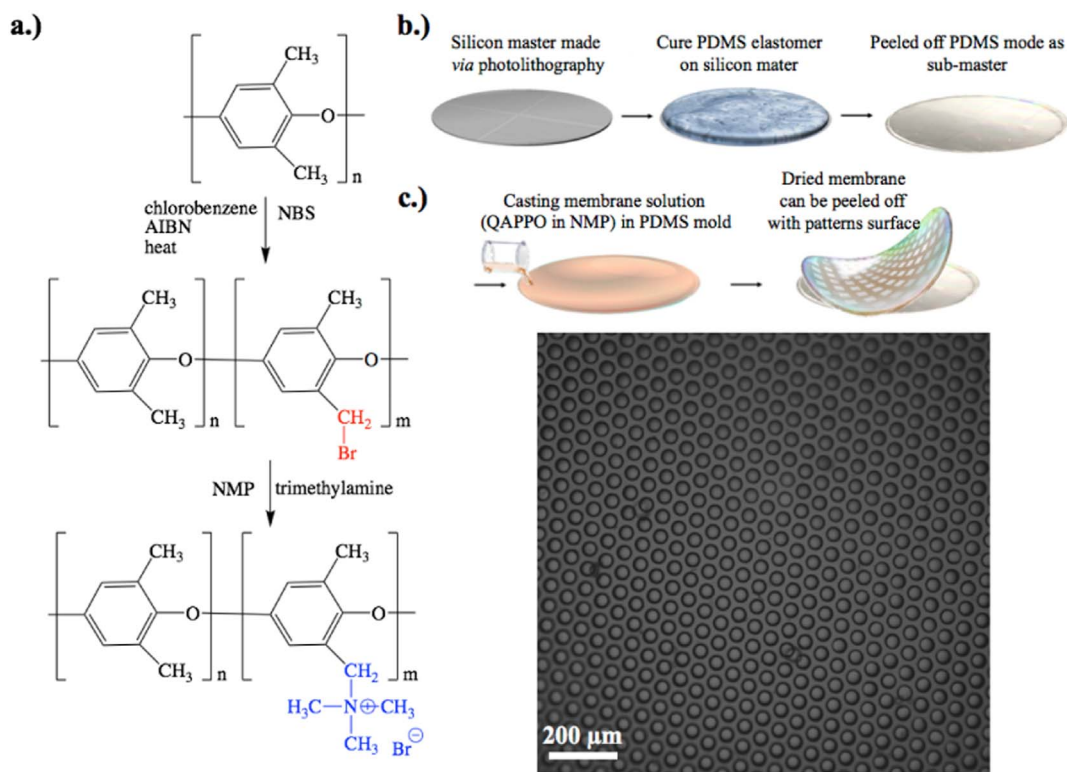 a.)
CH3
O
CH3
n
chlorobenzene
AIBN
heat
NBS
CH3
CH3
O
O
CH3
n
CH2
m
Br
NMP
trimethylamine
CH3
CH3
O
O
CH3
n
CH2
m
H3C—N⊕—CH3
CH3 Br⊖
b.)
Silicon master made
via photolithography
Cure PDMS elastomer
on silicon mater
Peeled off PDMS mode as
sub-master
c.)
Casting membrane solution
(QAPPO in NMP) in PDMS mold
Dried membrane
can be peeled off
with patterns surface
200 µm